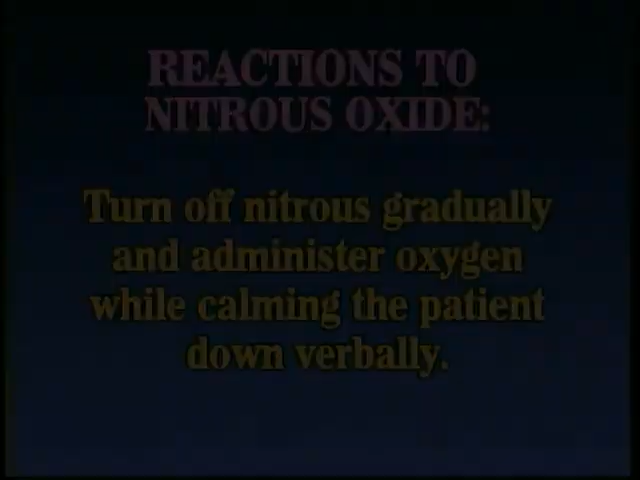 REACTIONS TO
NITROUS OXIDE:
Turn off nitrous gradually
and administer oxygen
while calming the patient
down verbally.